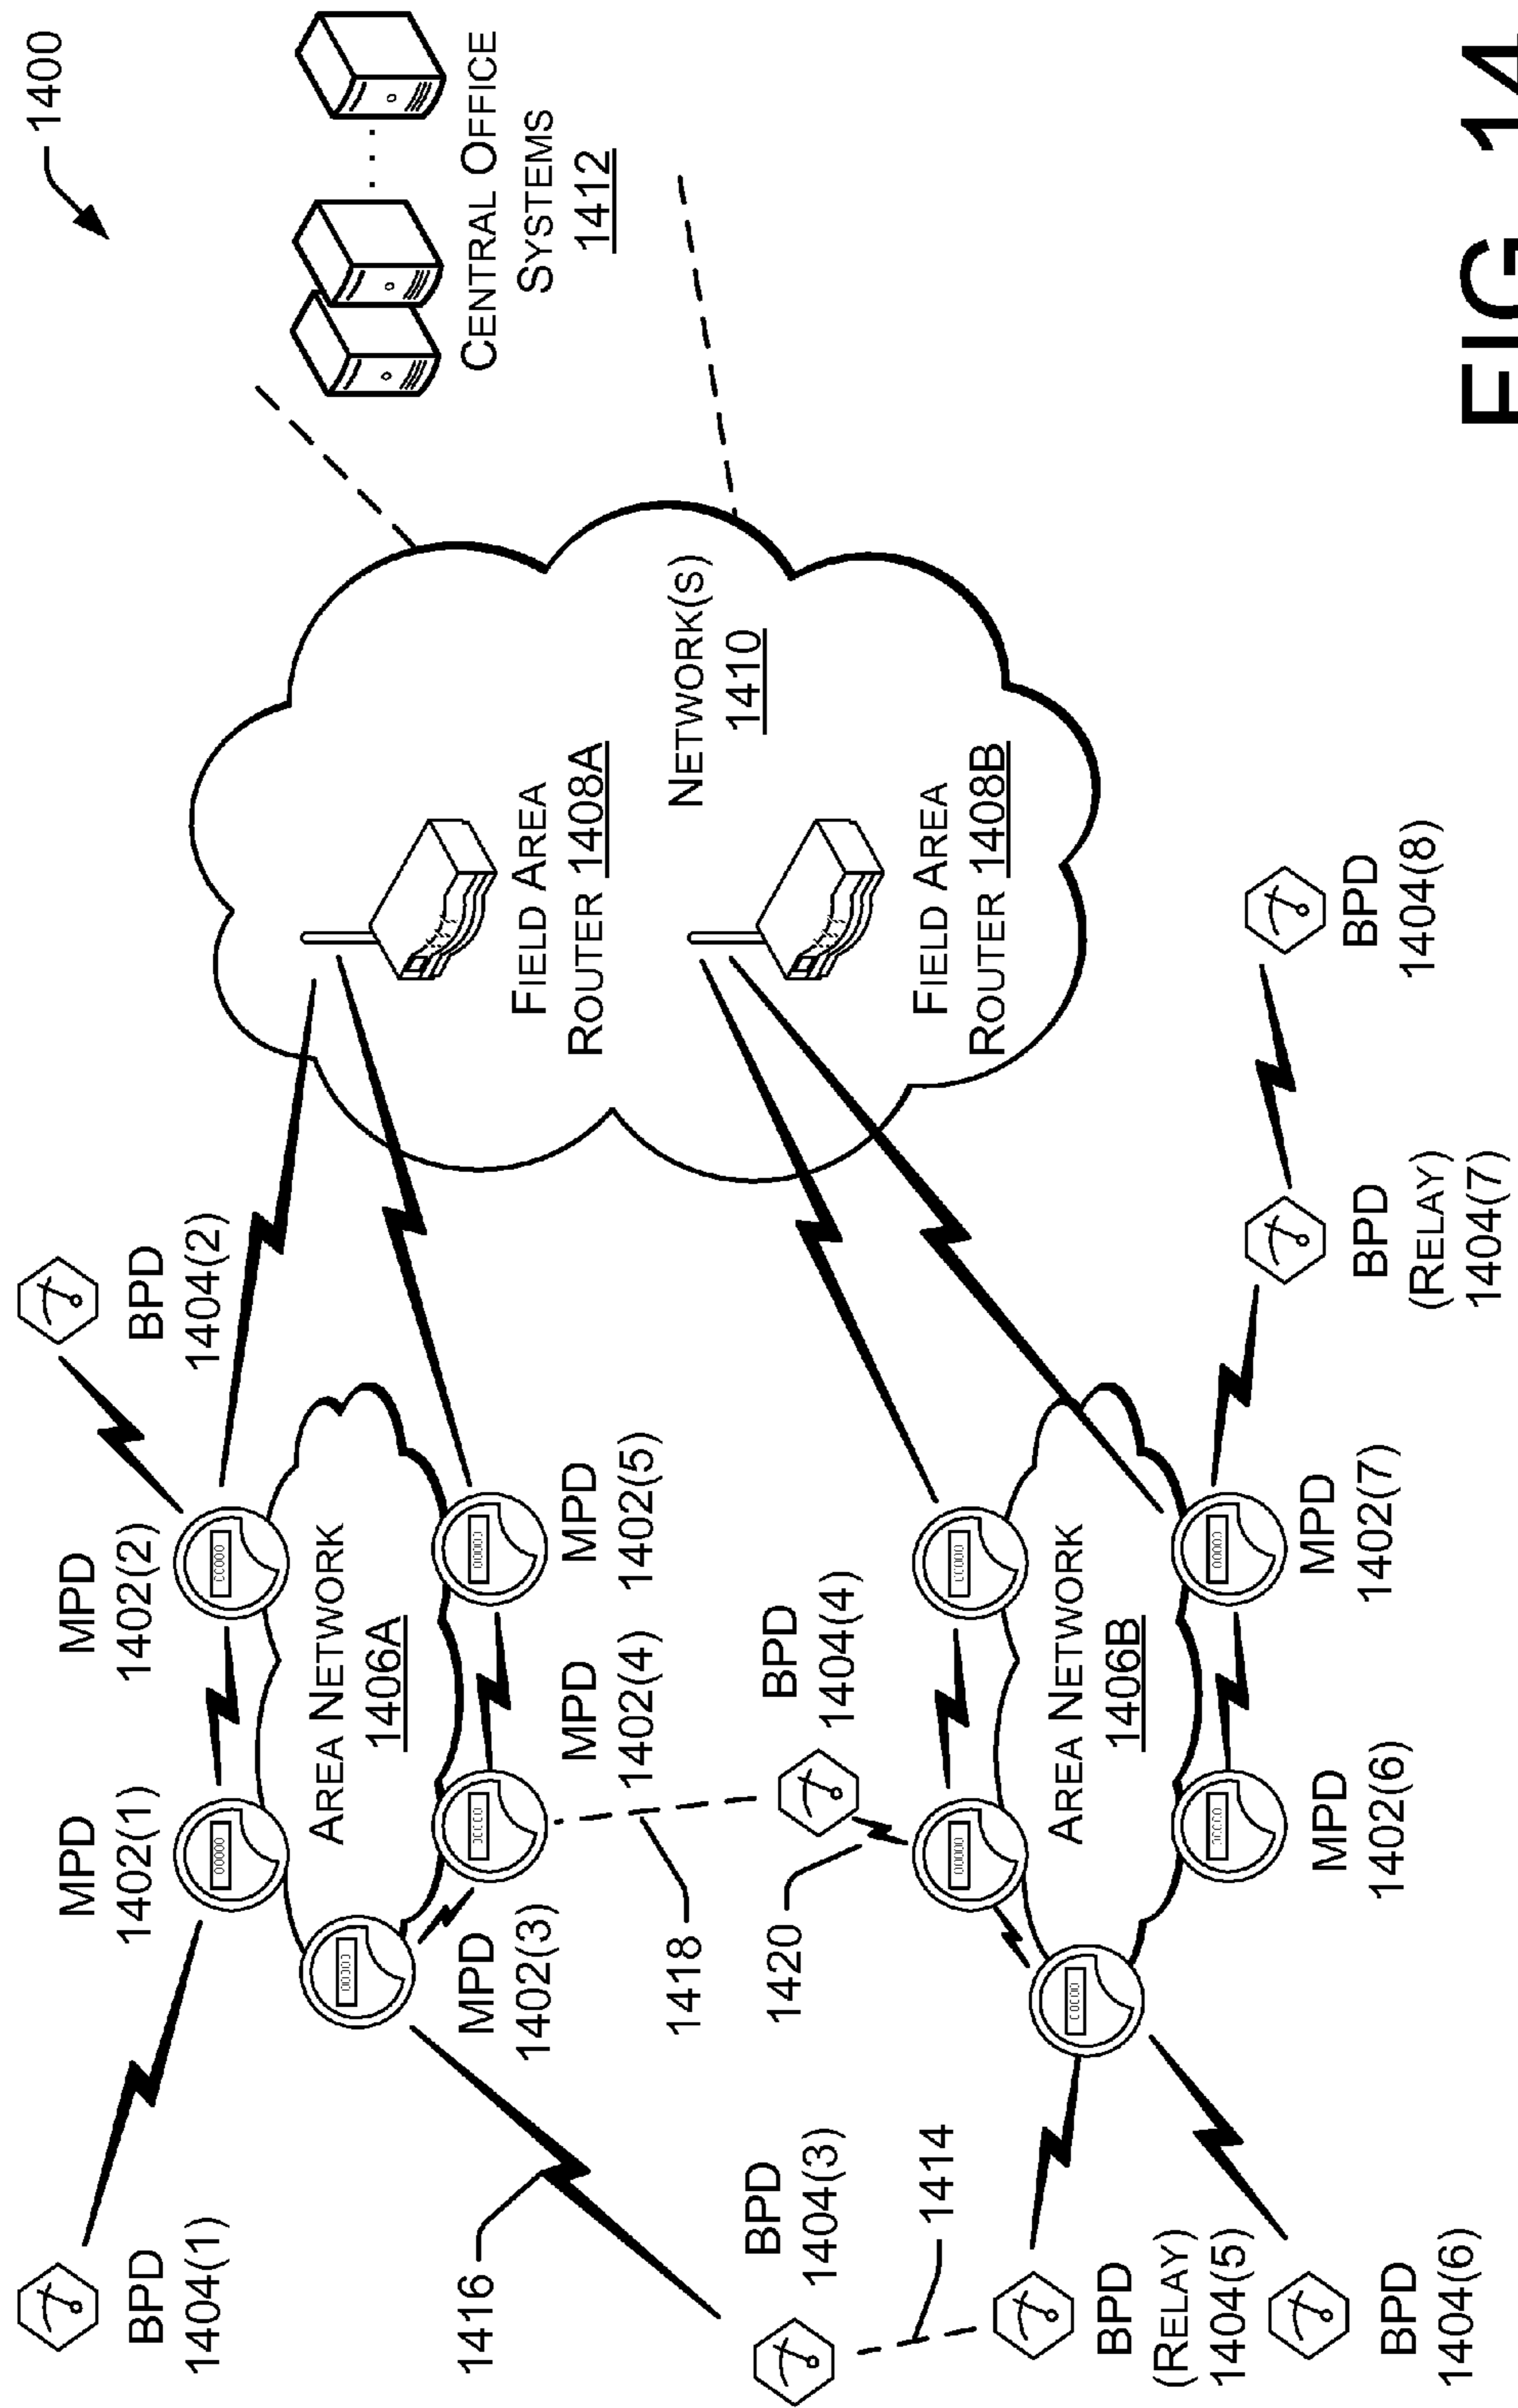 1400
CENTRAL OFFICE
SYSTEMS
1412
BPD
1404(1)
MPD
1402(1)
MPD
1402(2)
BPD
1404(2)
AREA NETWORK
1406A
FIELD AREA
ROUTER 1408A
NETWORK(S)
1410
1416
MPD
1402(3)
MPD
1402(4)
MPD
1402(5)
1418
1420
BPD
1404(3)
BPD
1404(4)
1414
FIELD AREA
ROUTER 1408B
AREA NETWORK
1406B
BPD
(RELAY)
1404(5)
BPD
1404(6)
MPD
1402(6)
MPD
1402(7)
BPD
(RELAY)
1404(7)
BPD
1404(8)
FIG. 14